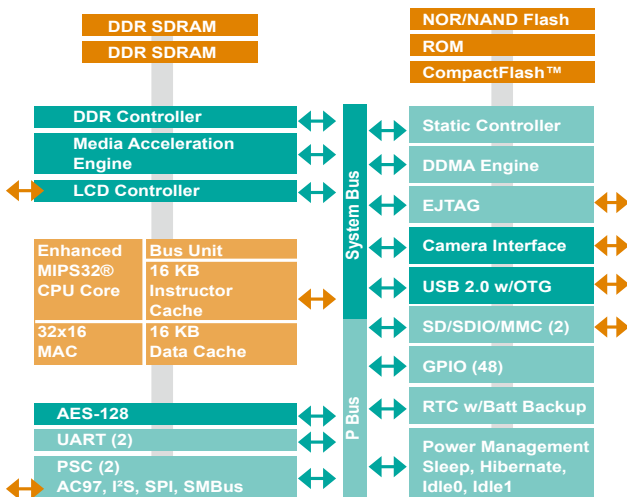 DDR SDRAM
DDR SDRAM
NOR/NAND Flash
ROM
CompactFlash™
DDR Controller
Media Acceleration
Engine
LCD Controller
Enhanced
MIPS32®
CPU Core
Bus Unit
16 KB
Instructor
Cache
32x16
MAC
16 KB
Data Cache
AES-128
UART (2)
PSC (2)
AC97, I²S, SPI, SMBus
System Bus
P Bus
Static Controller
DDMA Engine
EJTAG
Camera Interface
USB 2.0 w/OTG
SD/SDIO/MMC (2)
GPIO (48)
RTC w/Batt Backup
Power Management
Sleep, Hibernate,
Idle0, Idle1